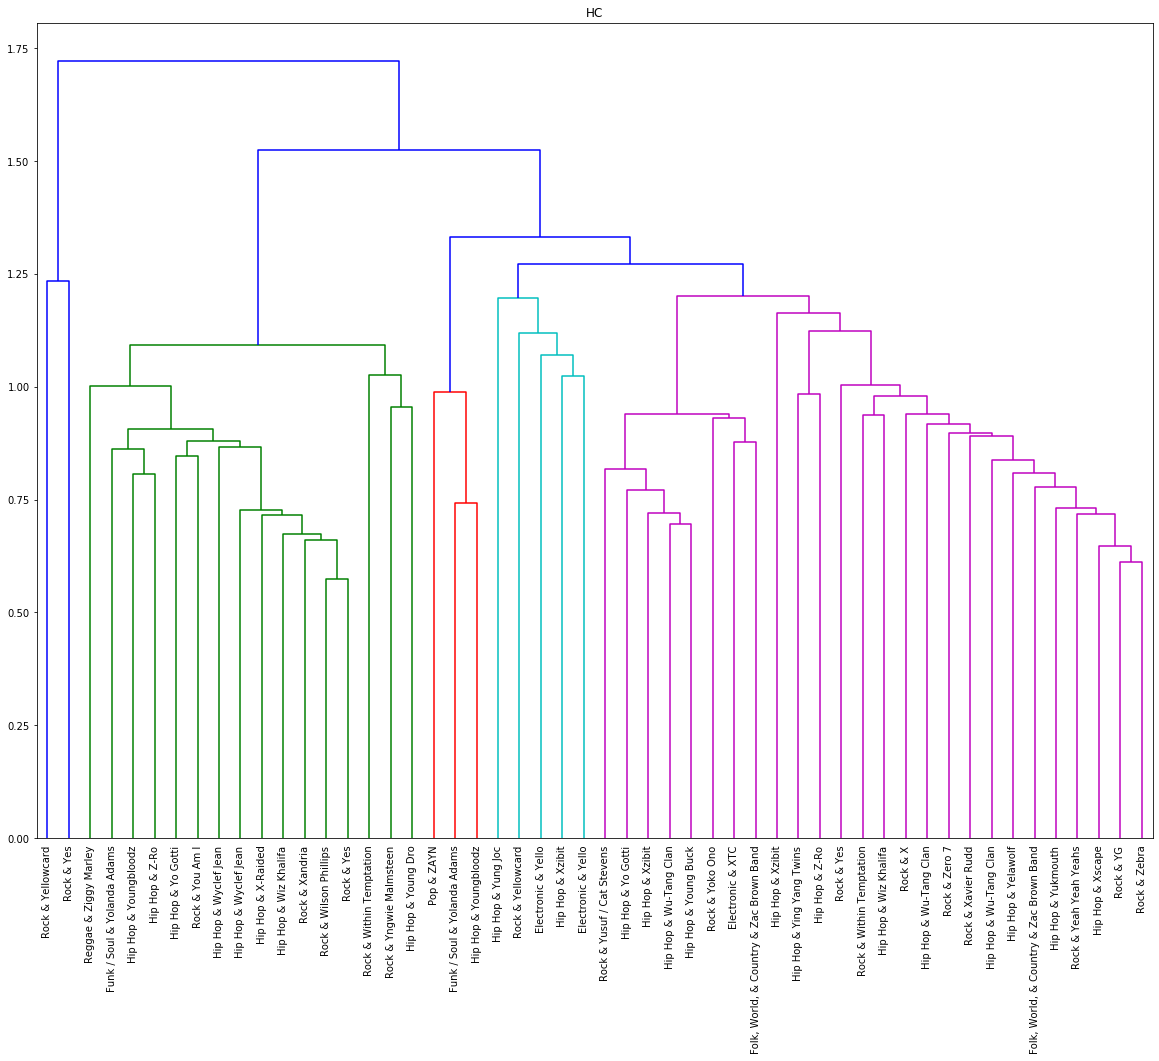 HC
1.75
1.50
1.25
1.00
0.75
0.50
0.25
0.00
Rock & Yellowcard
Rock & Yes
Reggae & Ziggy Marley
Funk / Soul & Yolanda Adams
Hip Hop & Youngbloodz
Hip Hop & Z-Ro
Hip Hop & Yo Gotti
Rock & You Am I
Hip Hop & Wyclef Jean
Hip Hop & Wyclef Jean
Hip Hop & X-Raided
Hip Hop & Wiz Khalifa
Rock & Xandria
Rock & Wilson Phillips
Rock & Yes
Rock & Within Temptation
Rock & Yngwie Malmsteen
Hip Hop & Young Dro
Pop & ZAYN
Funk / Soul & Yolanda Adams
Hip Hop & Youngbloodz
Hip Hop & Yung Joc
Rock & Yellowcard
Electronic & Yello
Hip Hop & Xzibit
Electronic & Yello
Rock & Yusuf / Cat Stevens
Hip Hop & Yo Gotti
Hip Hop & Xzibit
Hip Hop & Wu-Tang Clan
Hip Hop & Young Buck
Rock & Yoko Ono
Electronic & XTC
Folk, World, & Country & Zac Brown Band
Hip Hop & Xzibit
Hip Hop & Ying Yang Twins
Hip Hop & Z-Ro
Rock & Yes
Rock & Within Temptation
Hip Hop & Wiz Khalifa
Rock & X
Hip Hop & Wu-Tang Clan
Rock & Zero 7
Rock & Xavier Rudd
Hip Hop & Wu-Tang Clan
Hip Hop & Yelawolf
Folk, World, & Country & Zac Brown Band
Hip Hop & Yukmouth
Rock & Yeah Yeah Yeahs
Hip Hop & Xscape
Rock & YG
Rock & Zebra